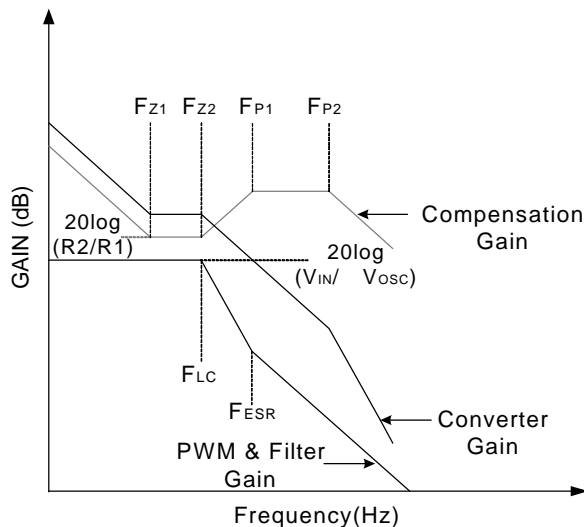 FZ1 FZ2 FP1 FP2
GAIN (dB)
20log
(R2/R1)
Compensation
Gain
20log
(VIN/ VOSC)
FLC
FESR
Converter
Gain
PWM & Filter
Gain
Frequency(Hz)